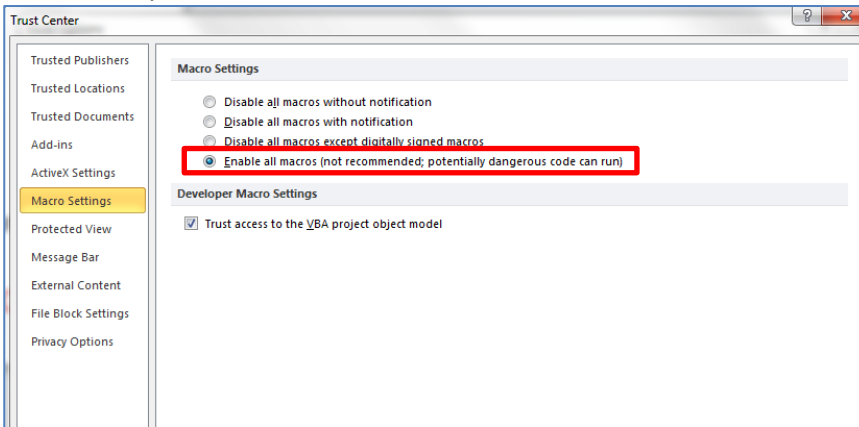 Trust Center
Trusted Publishers
Trusted Locations
Trusted Documents
Add-ins
ActiveX Settings
Macro Settings
Protected View
Message Bar
External Content
File Block Settings
Privacy Options
Macro Settings
Disable all macros without notification
Disable all macros with notification
Disable all macros except digitally signed macros
Enable all macros (not recommended; potentially dangerous code can run)
Developer Macro Settings
Trust access to the VBA project object model